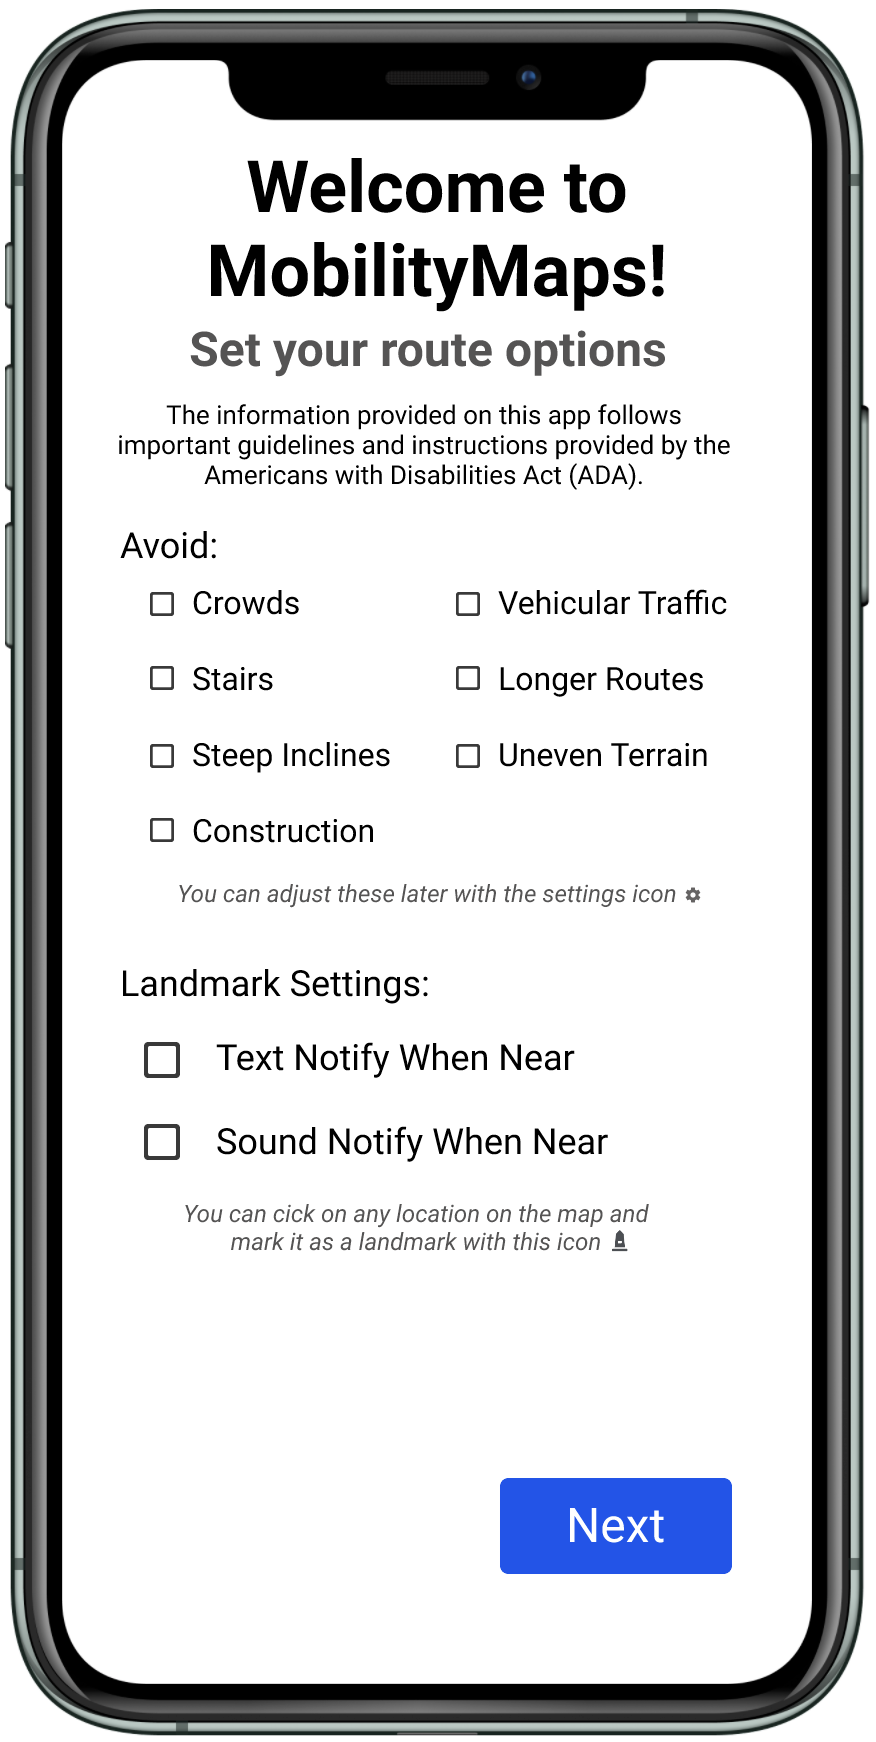 Welcome to
MobilityMaps!
Set your route options
The information provided on this app follows
important guidelines and instructions provided by the
Americans with Disabilities Act (ADA).
Avoid:
Crowds
Vehicular Traffic
Stairs
Longer Routes
Steep Inclines
Uneven Terrain
Construction
You can adjust these later with the settings icon
Landmark Settings:
Text Notify When Near
Sound Notify When Near
You can cick on any location on the map and
mark it as a landmark with this icon
Next